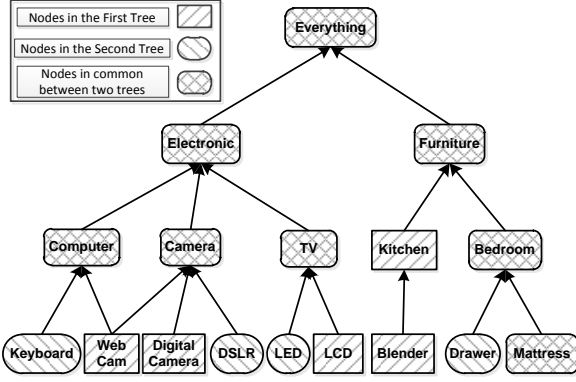 Nodes in the First Tree
Nodes in the Second Tree
Nodes in common
between two trees
Everything
Electronic
Furniture
Computer
Camera
TV
Kitchen
Bedroom
Keyboard
Web
Cam
Digital
Camera
DSLR
LED
LCD
Blender
Drawer
Mattress